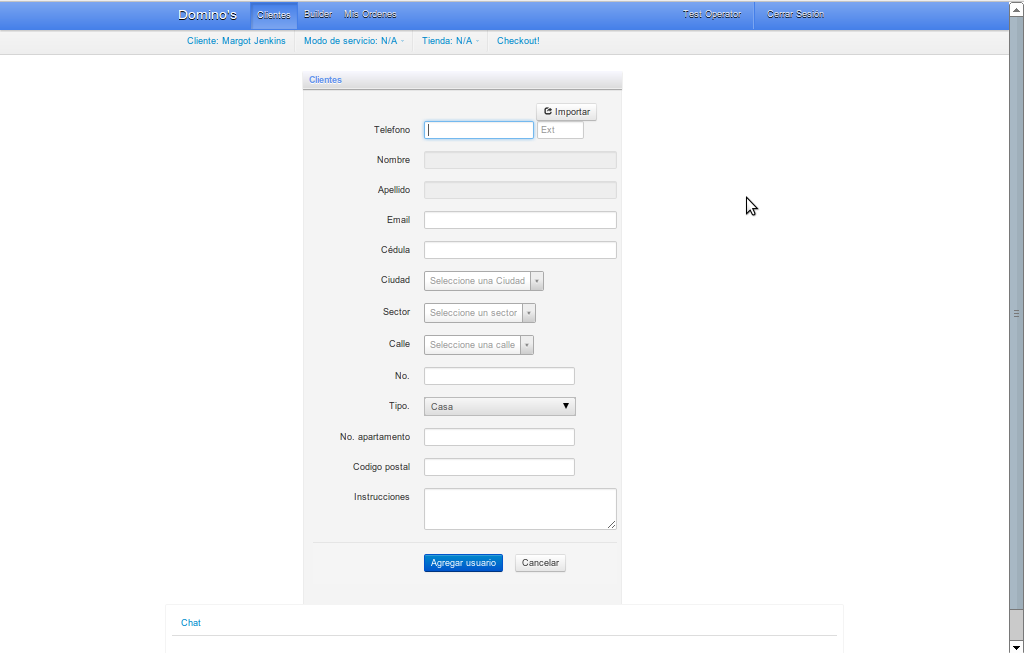 Domino's Clientes Builder Mis Ordenes Test Operator Cerrar Sesión
Cliente: Margot Jenkins Modo de servicio: N/A - Tienda: N/A - Checkout!
Clientes
Importar
Telefono Ext
Nombre
Apellido
Email
Cédula
Ciudad Seleccione una Ciudad
Sector Seleccione un sector
Calle Seleccione una calle
No.
Tipo. Casa
No. apartamento
Codigo postal
Instrucciones
Agregar usuario Cancelar
Chat